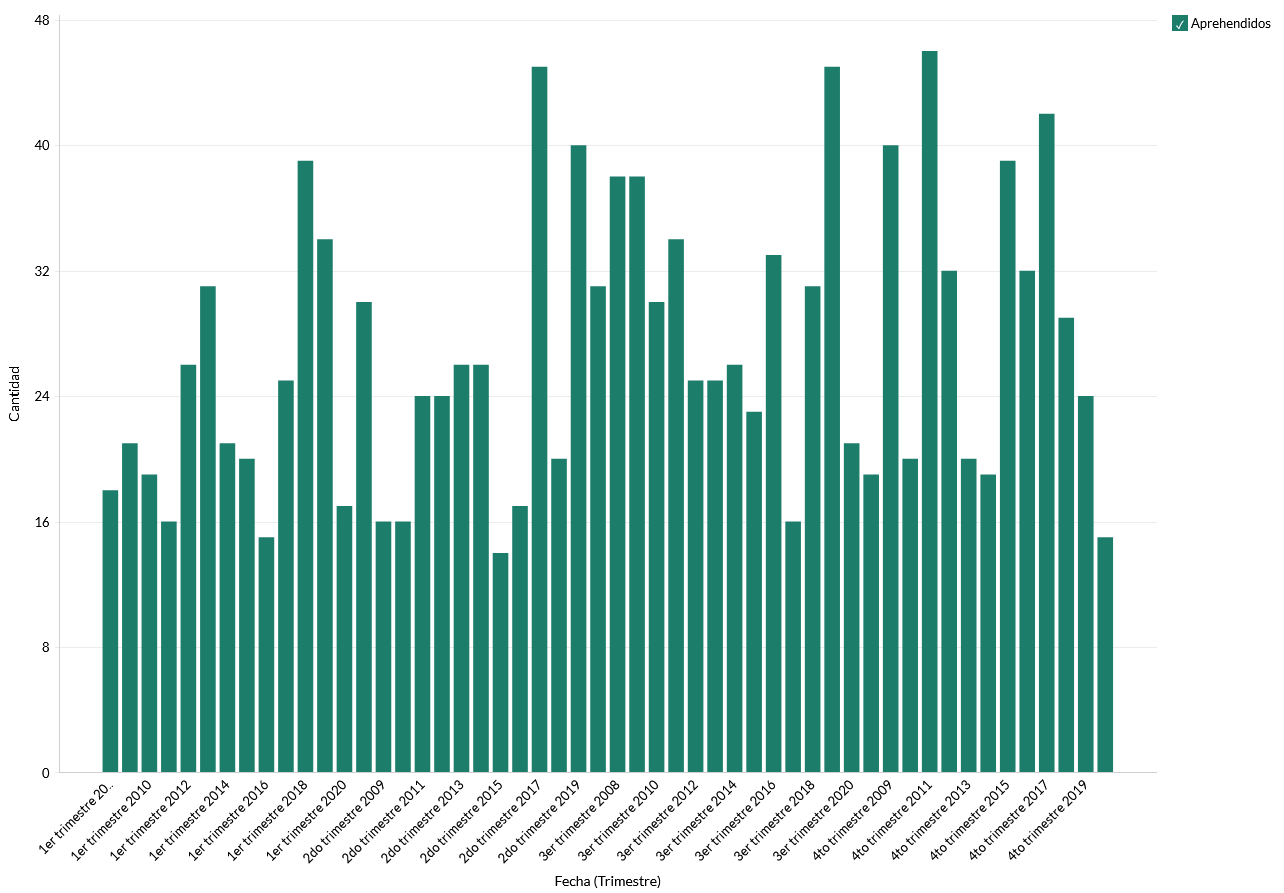 48
40
32
24
16
8
0
Cantidad
1er trimestre 20..
1er trimestre 2010
1er trimestre 2012
1er trimestre 2014
1er trimestre 2016
1er trimestre 2018
1er trimestre 2020
2do trimestre 2009
2do trimestre 2011
2do trimestre 2013
2do trimestre 2015
2do trimestre 2017
2do trimestre 2019
3er trimestre 2008
3er trimestre 2010
3er trimestre 2012
3er trimestre 2014
3er trimestre 2016
3er trimestre 2018
3er trimestre 2020
4to trimestre 2009
4to trimestre 2011
4to trimestre 2013
4to trimestre 2015
4to trimestre 2017
4to trimestre 2019
Fecha (Trimestre)
Aprehendidos